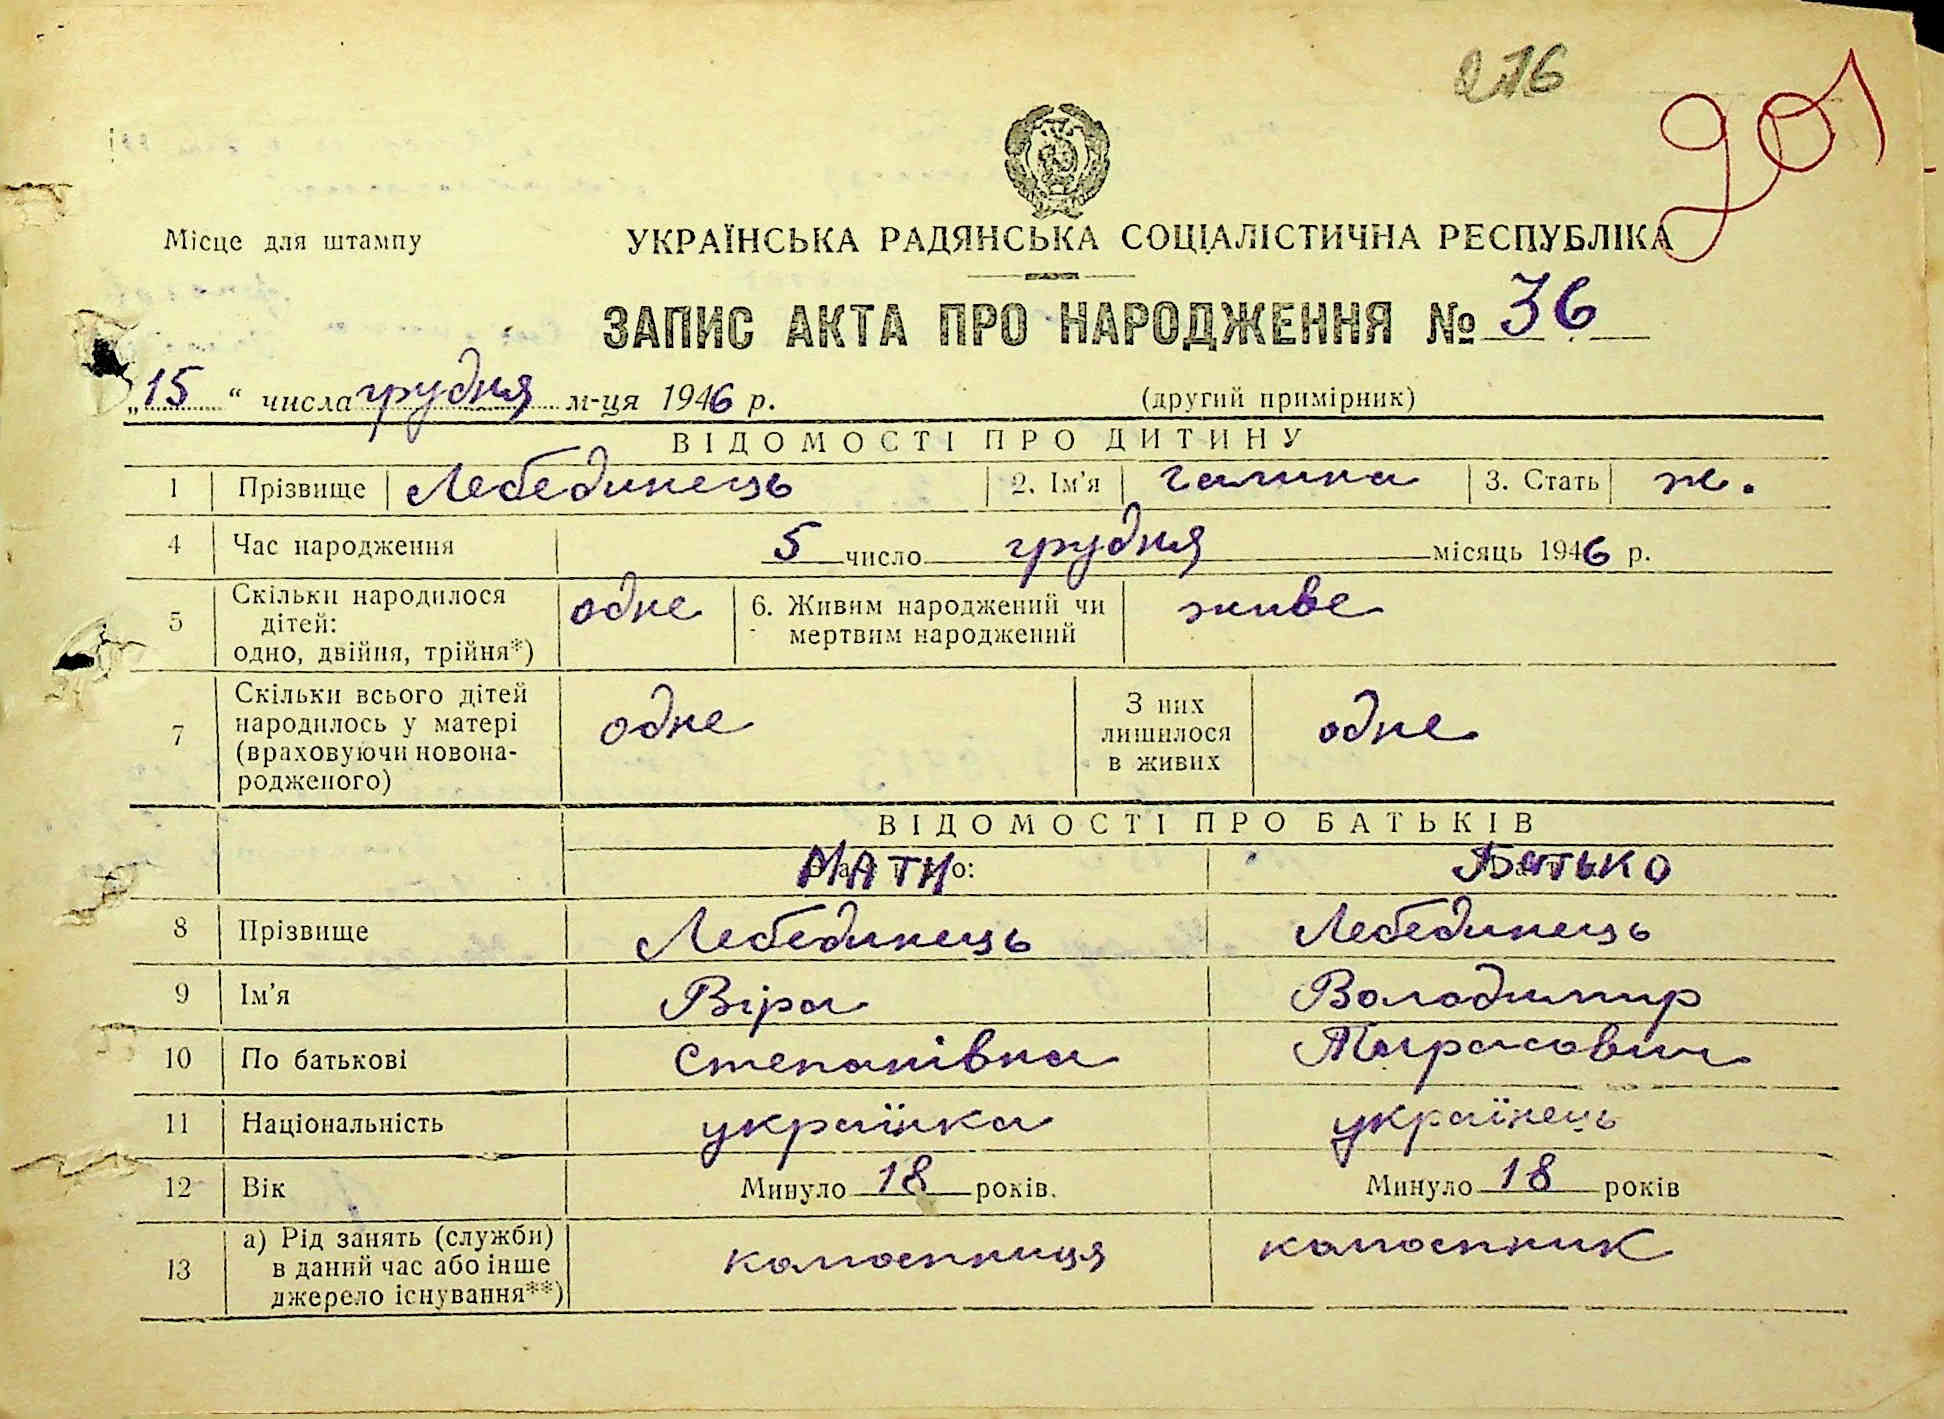 276
201
Місце для штампу
УКРАЇНСЬКА РАДЯНСЬКА СОЦІАЛІСТИЧНА РЕСПУБЛІКА
ЗАПИС АКТА ПРО НАРОДЖЕННЯ № 36
„15“ числа грудня м-ця 1946 р. (другий примірник)
ВІДОМОСТІ ПРО ДИТИНУ
1 Прізвище Лебединець 2. Ім'я Галина 3. Стать ж.
4 Час народження 5 число грудня місяць 1946 р.
5 Скільки народилося дітей: одно, двійня, трійня*) одне 6. Живим народжений чи мертвим народжений живе
7 Скільки всього дітей народилось у матері (враховуючи новонародженого) одне З них лишилося в живих одне
ВІДОМОСТІ ПРО БАТЬКІВ
МАТИ Батько
8 Прізвище Лебединець Лебединець
9 Ім'я Віра Володимир
10 По батькові Степанівна Тарасович
11 Національність українка українець
12 Вік Минуло 18 років. Минуло 18 років
13 а) Рід занять (служби) в даний час або інше джерело існування**) колгоспниця колгоспник